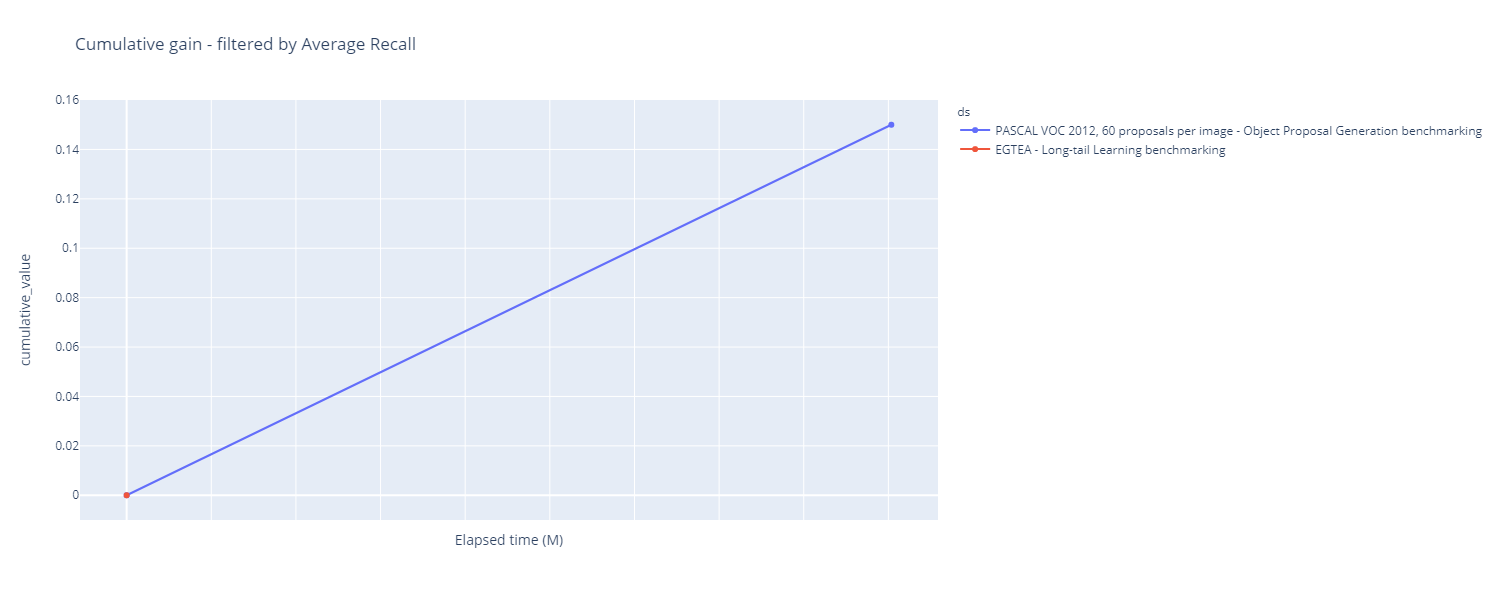 Cumulative gain - filtered by Average Recall
0.16
0.14
0.12
0.1
0.08
0.06
0.04
0.02
0
cumulative_value
Elapsed time (M)
ds
PASCAL VOC 2012, 60 proposals per image - Object Proposal Generation benchmarking
EGTEA - Long-tail Learning benchmarking